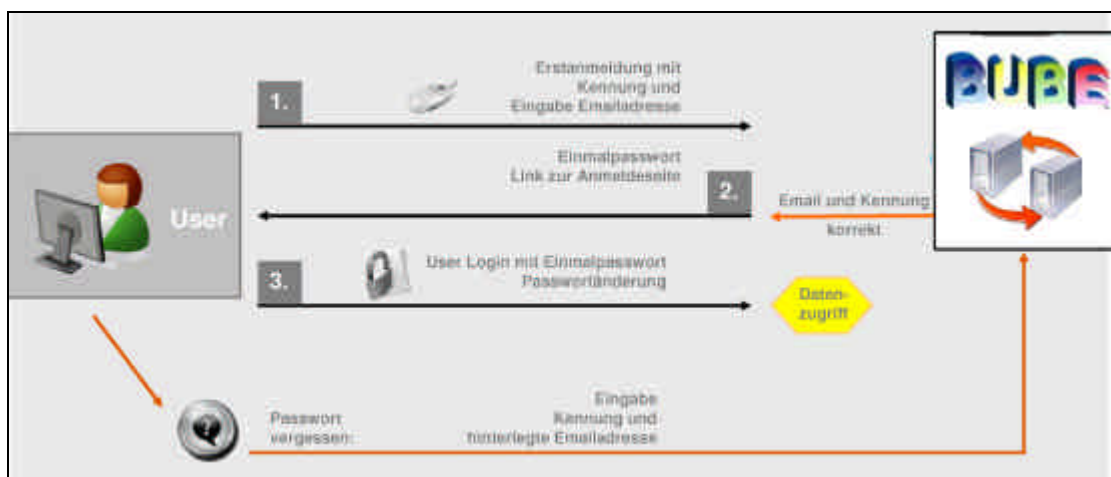 Erstanmeldung mit
Kennung und
Eingabe Emailadresse
1.
BUBE
Einmalpasswort
Link zur Anmeldeseite
2.
Email und Kennung
korrekt
User
3.
User Login mit Einmalpasswort
Passwortänderung
Daten-
zugriff
Passwort
vergessen:
Eingabe
Kennung und
hinterlegte Emailadresse